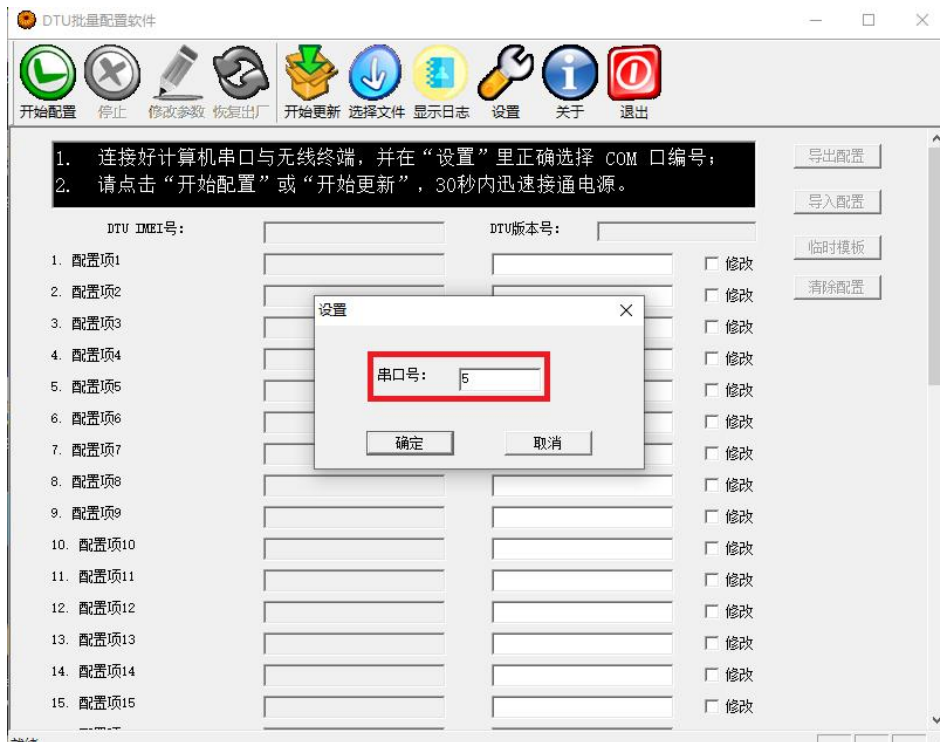 DTU批量配置软件
开始配置 停止 修改参数 恢复出厂 开始更新 选择文件 显示日志 设置 关于 退出
1. 连接好计算机串口与无线终端，并在“设置”里正确选择 COM 口编号；
2. 请点击“开始配置”或“开始更新”，30秒内迅速接通电源。
导出配置
导入配置
临时模板
清除配置
DTU IMEI号： DTU版本号：
1. 配置项1 修改
2. 配置项2 修改
3. 配置项3 修改
4. 配置项4 修改
5. 配置项5 修改
6. 配置项6 修改
7. 配置项7 修改
8. 配置项8 修改
9. 配置项9 修改
10. 配置项10 修改
11. 配置项11 修改
12. 配置项12 修改
13. 配置项13 修改
14. 配置项14 修改
15. 配置项15 修改
设置
串口号： 5
确定 取消